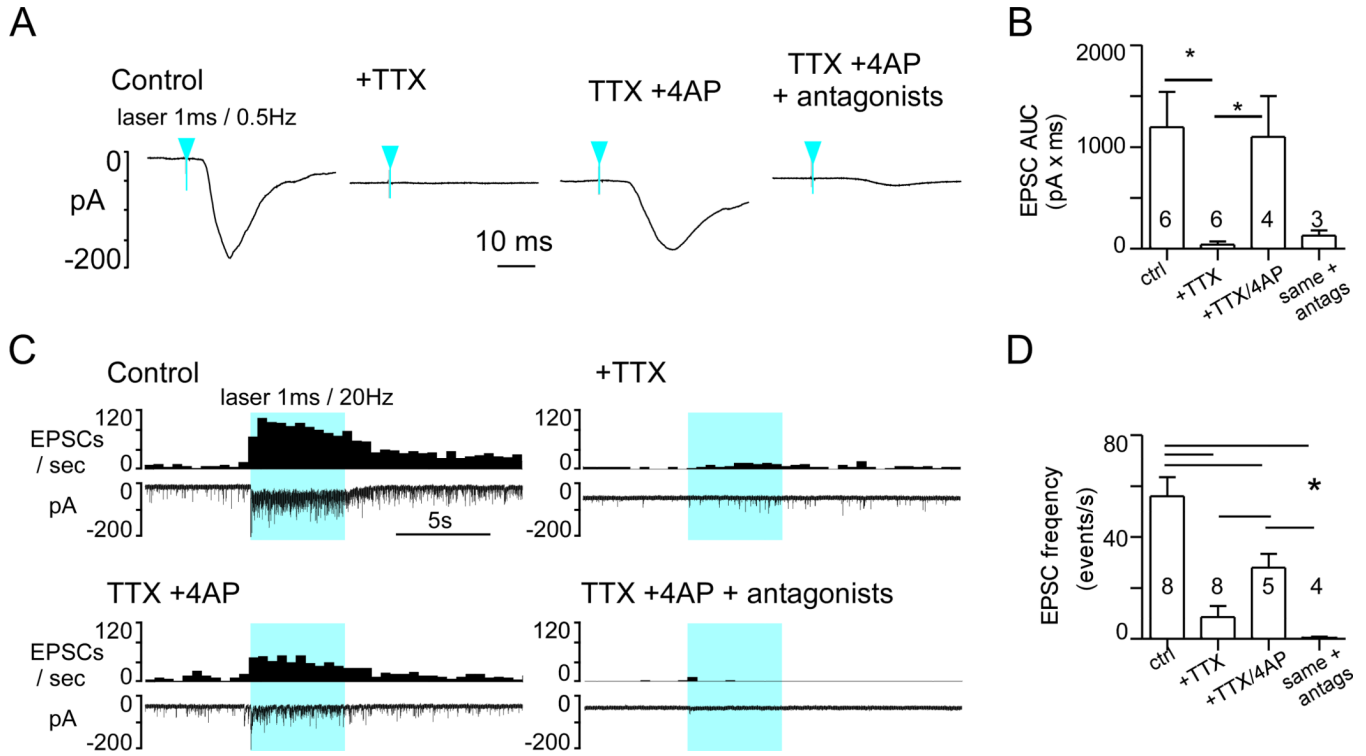 A
Control
laser 1ms / 0.5Hz
+TTX
TTX +4AP
TTX +4AP
+ antagonists
0
pA
-200
10 ms
B
EPSC AUC
(pA x ms)
2000
1000
0
*
*
6
6
4
3
ctrl
+TTX
+TTX/4AP
same +
antags
C
Control
laser 1ms / 20Hz
EPSCs
/ sec
120
0
pA
0
-200
5s
+TTX
120
0
0
-200
TTX +4AP
EPSCs
/ sec
120
0
pA
0
-200
TTX +4AP + antagonists
120
0
0
-200
D
EPSC freqency
(events/s)
80
40
0
*
8
8
5
4
ctrl
+TTX
+TTX/4AP
same +
antags